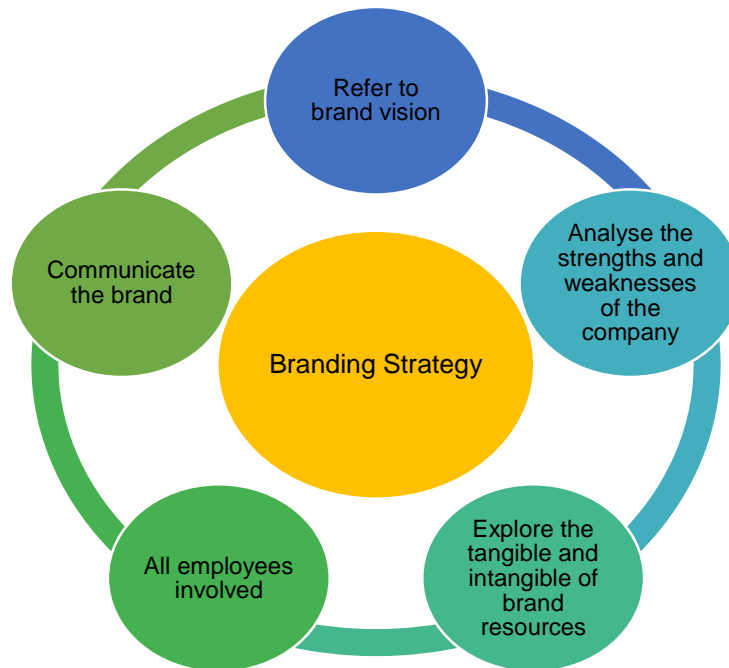 Refer to
brand vision
Analyse the
strengths and
weaknesses
of the
company
Explore the
tangible and
intangible of
brand
resources
All employees
involved
Communicate
the brand
Branding Strategy